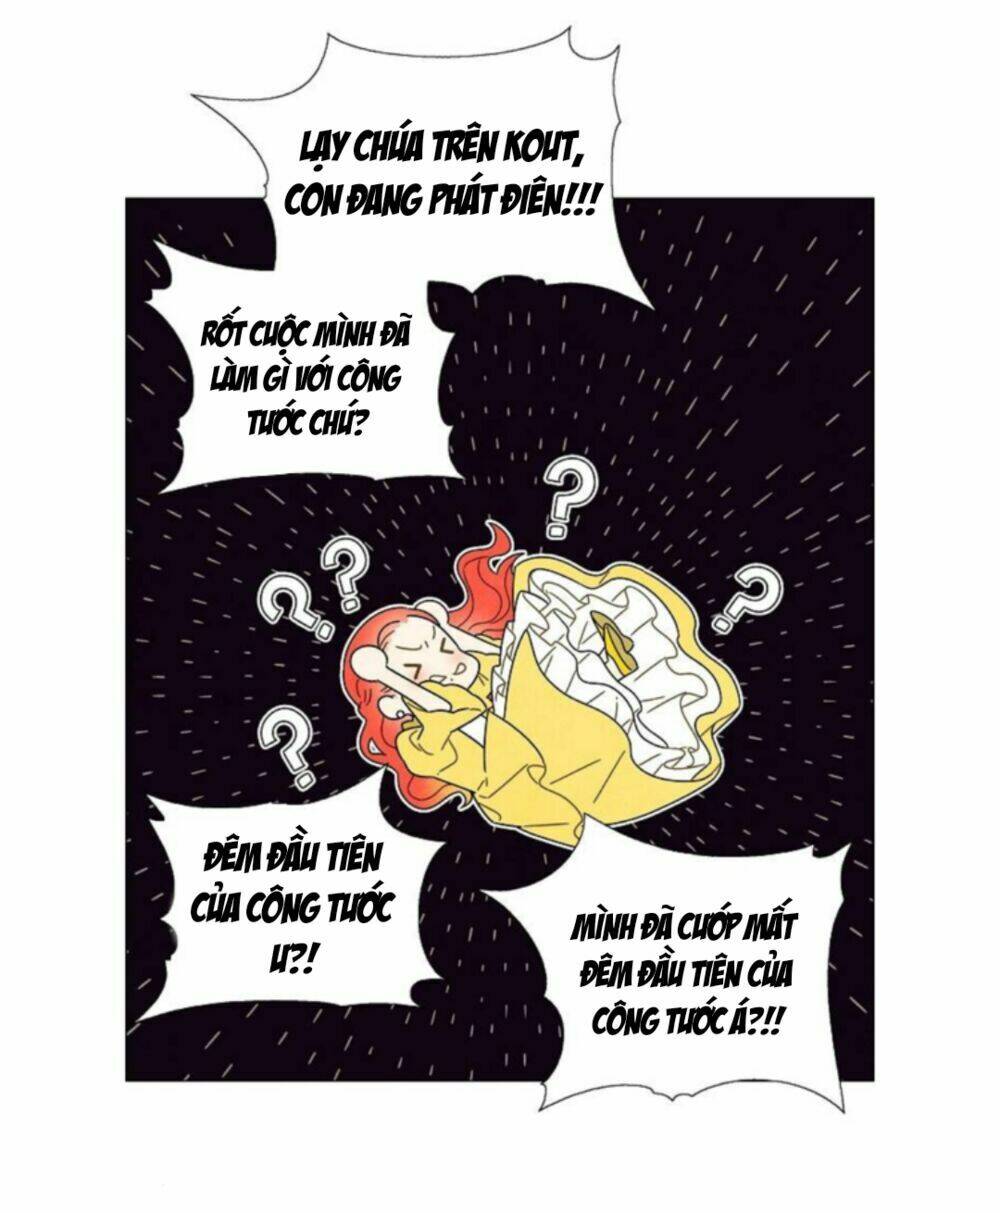 LẠY CHÚA TRÊN KOUT,
CON ĐANG PHÁT ĐIÊN!!!
RỐT CUỘC MÌNH ĐÃ
LÀM GÌ VỚI CÔNG
TƯỚC CHỨ?
?
?
?
?
?
ĐÊM ĐẦU TIÊN
CỦA CÔNG TƯỚC
Ư?!
MÌNH ĐÃ CƯỚP MẤT
ĐÊM ĐẦU TIÊN CỦA
CÔNG TƯỚC Á?!!